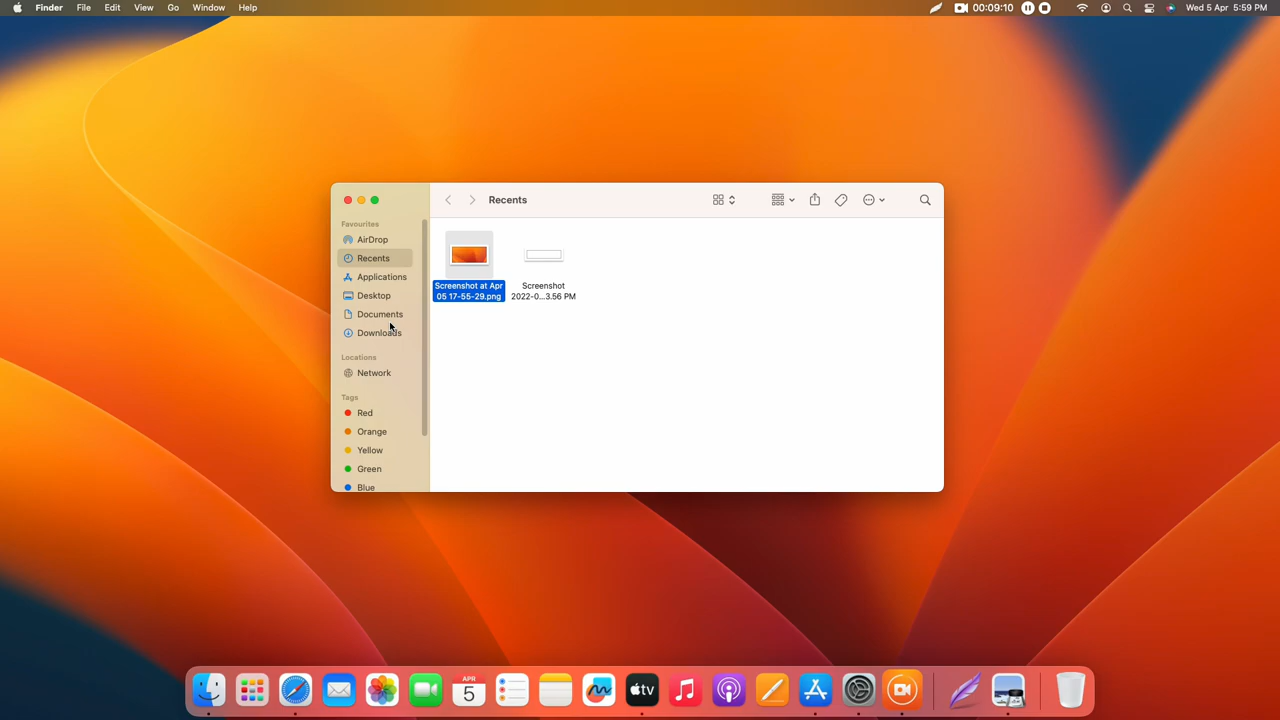 Finder File Edit View Go Window Help 00:09:10 Wed 5 Apr 5:59 PM
Recents
Favourites
AirDrop
Recents
Applications
Desktop
Documents
Downloads
Locations
Network
Tags
Red
Orange
Yellow
Green
Blue
Screenshot at Apr
05 17-55-29.png
Screenshot
2022-0...3.56 PM
APR
5
tv